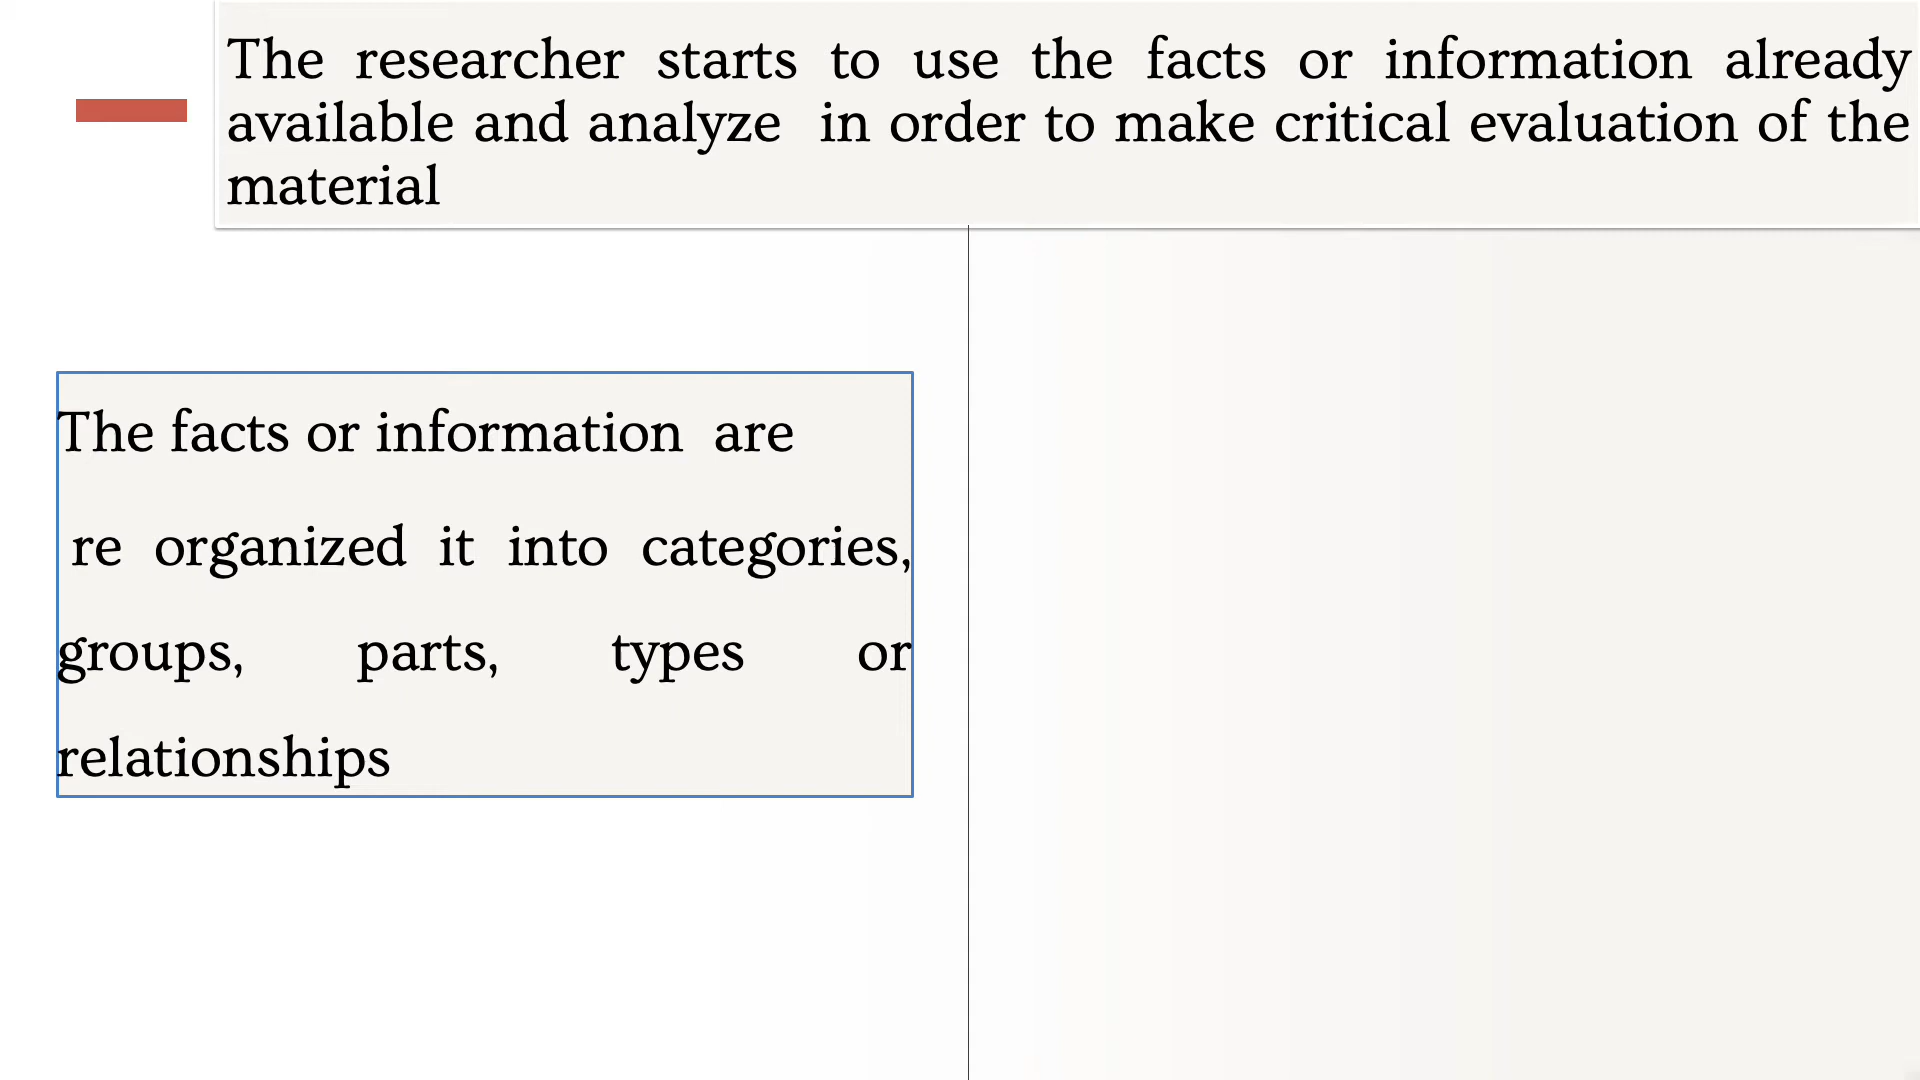 The researcher starts to use the facts or information already
available and analyze in order to make critical evaluation of the
material
The facts or information are
re organized it into categories,
groups, parts, types or
relationships